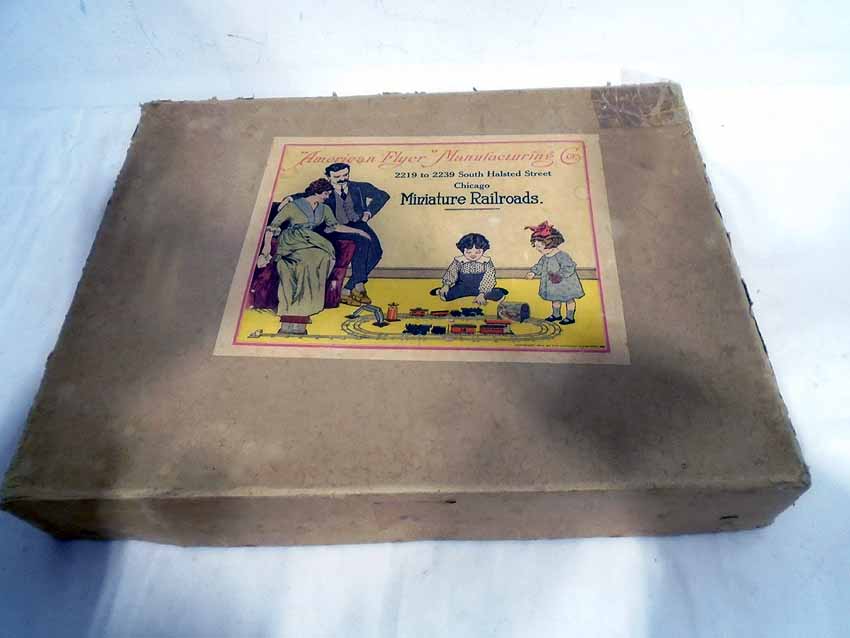 "American Flyer" Manufacturing Co.
2219 to 2239 South Halsted Street
Chicago
Miniature Railroads.